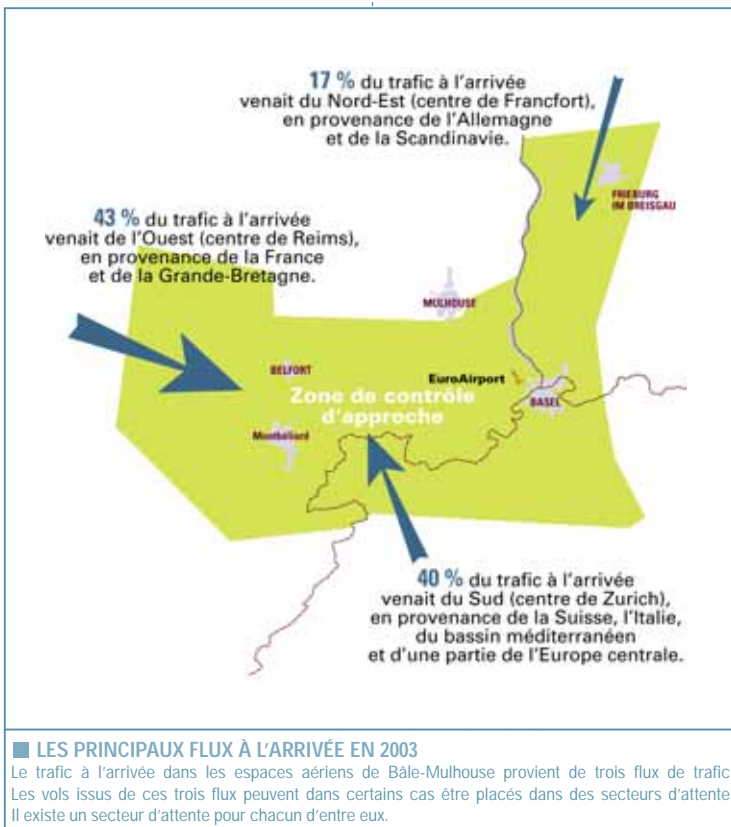 17 % du trafic à l'arrivée
venait du Nord-Est (centre de Francfort),
en provenance de l'Allemagne
et de la Scandinavie.
FRIEBURG
IM BREISGAU
43 % du trafic à l'arrivée
venait de l'Ouest (centre de Reims),
en provenance de la France
et de la Grande-Bretagne.
MULHOUSE
BELFORT
EuroAirport
BASEL
Zone de contrôle
d'approche
Montbéliard
40 % du trafic à l'arrivée
venait du Sud (centre de Zurich),
en provenance de la Suisse, l'Italie,
du bassin méditerranéen
et d'une partie de l'Europe centrale.
LES PRINCIPAUX FLUX À L'ARRIVÉE EN 2003
Le trafic à l'arrivée dans les espaces aériens de Bâle-Mulhouse provient de trois flux de trafic
Les vols issus de ces trois flux peuvent dans certains cas être placés dans des secteurs d'attente
Il existe un secteur d'attente pour chacun d'entre eux.